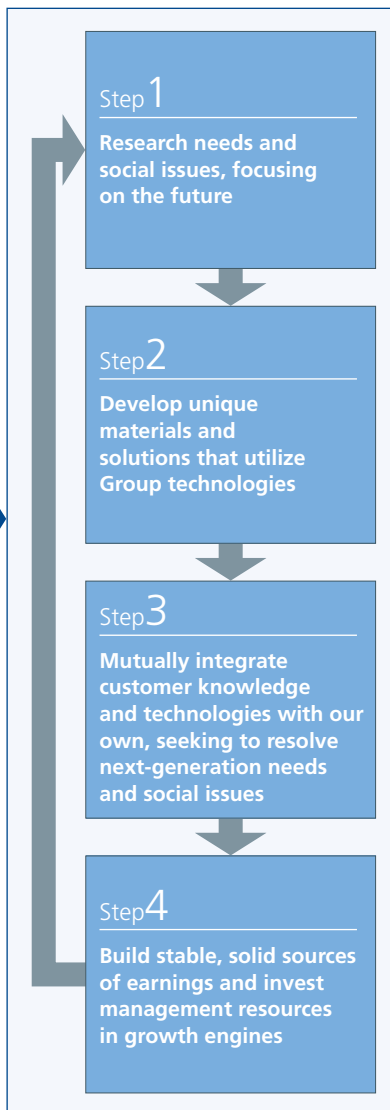 Step1
Research needs and
social issues, focusing
on the future
Step2
Develop unique
materials and
solutions that utilize
Group technologies
Step3
Mutually integrate
customer knowledge
and technologies with our
own, seeking to resolve
next-generation needs
and social issues
Step4
Build stable, solid sources
of earnings and invest
management resources
in growth engines